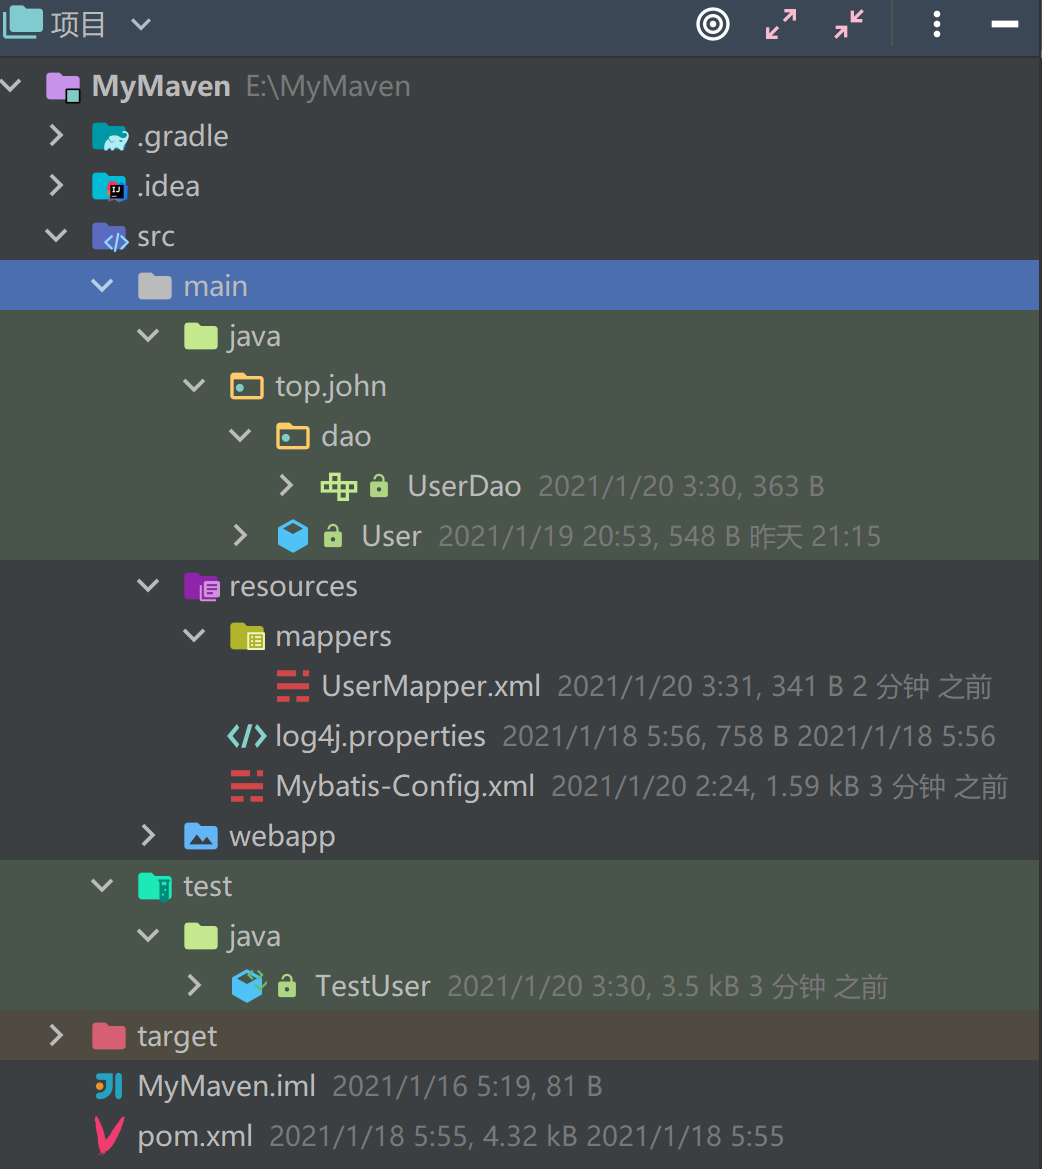 项目
MyMaven E:\MyMaven
.gradle
.idea
src
main
java
top.john
dao
UserDao 2021/1/20 3:30, 363 B
User 2021/1/19 20:53, 548 B 昨天 21:15
resources
mappers
UserMapper.xml 2021/1/20 3:31, 341 B 2 分钟 之前
log4j.properties 2021/1/18 5:56, 758 B 2021/1/18 5:56
Mybatis-Config.xml 2021/1/20 2:24, 1.59 kB 3 分钟 之前
webapp
test
java
TestUser 2021/1/20 3:30, 3.5 kB 3 分钟 之前
target
MyMaven.iml 2021/1/16 5:19, 81 B
pom.xml 2021/1/18 5:55, 4.32 kB 2021/1/18 5:55